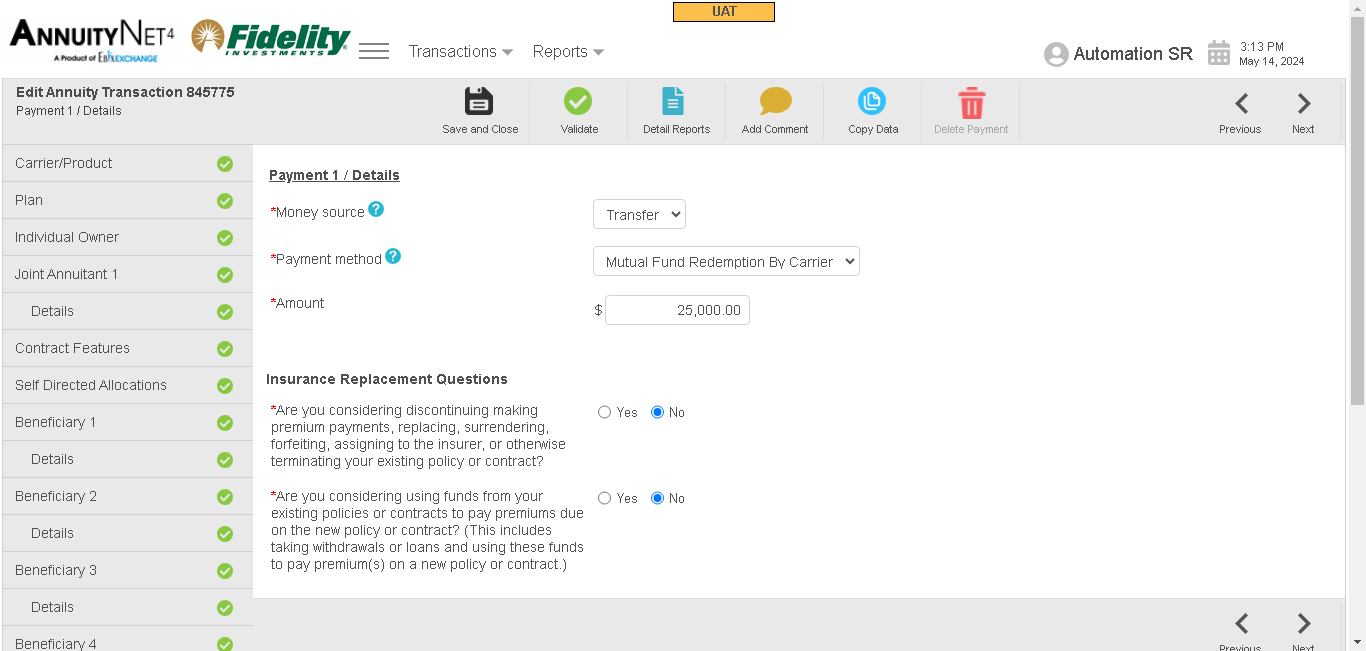 UAT
ANNUITYNET4
A Product of EBIXEXCHANGE
Fidelity
INVESTMENTS
Transactions
Reports
Automation SR
3:13 PM
May 14, 2024
Edit Annuity Transaction 845775
Payment 1 / Details
Save and Close
Validate
Detail Reports
Add Comment
Copy Data
Delete Payment
Previous
Next
Carrier/Product
Plan
Individual Owner
Joint Annuitant 1
Details
Contract Features
Self Directed Allocations
Beneficiary 1
Details
Beneficiary 2
Details
Beneficiary 3
Details
Beneficiary 4
Payment 1 / Details
*Money source ?
Transfer
*Payment method ?
Mutual Fund Redemption By Carrier
*Amount
$ 25,000.00
Insurance Replacement Questions
*Are you considering discontinuing making
premium payments, replacing, surrendering,
forfeiting, assigning to the insurer, or otherwise
terminating your existing policy or contract?
Yes No
*Are you considering using funds from your
existing policies or contracts to pay premiums due
on the new policy or contract? (This includes
taking withdrawals or loans and using these funds
to pay premium(s) on a new policy or contract.)
Yes No
Previous
Next